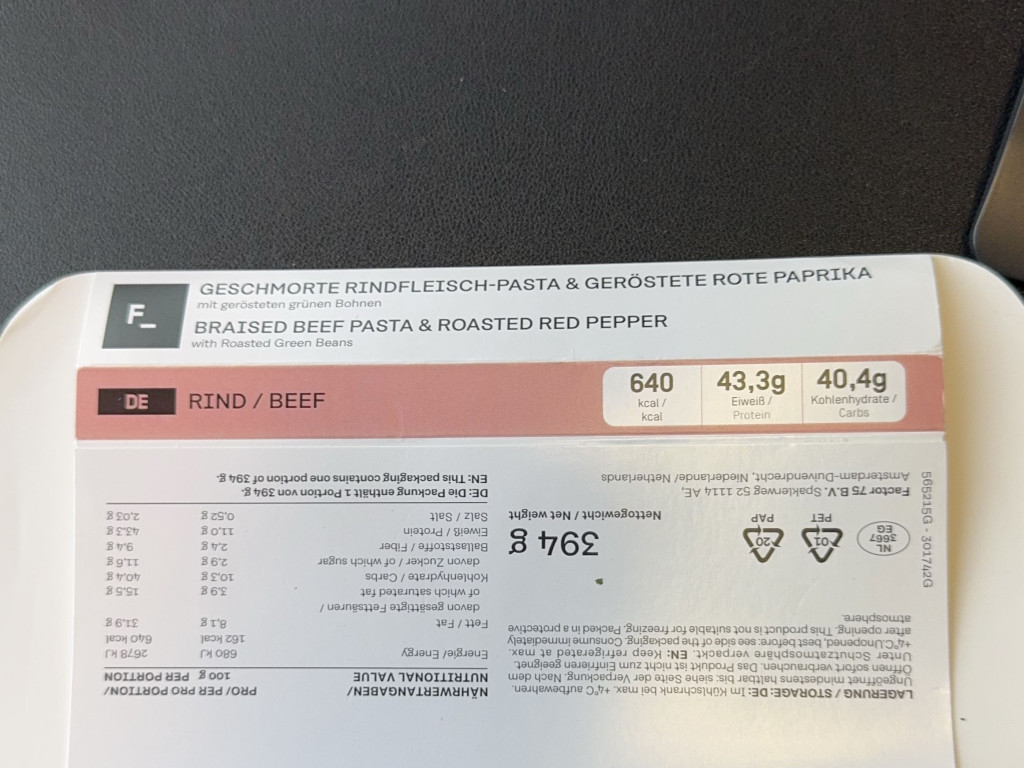 F_
GESCHMORTE RINDFLEISCH-PASTA & GERÖSTETE ROTE PAPRIKA
mit gerösteten grünen Bohnen
BRAISED BEEF PASTA & ROASTED RED PEPPER
with Roasted Green Beans
DE RIND / BEEF
640 kcal / kcal
43,3g Eiweiß / Protein
40,4g Kohlenhydrate / Carbs
LAGERUNG / STORAGE: DE: Im Kühlschrank bei max. +4°C aufbewahren.
Ungeöffnet mindestens haltbar bis: siehe Seite der Verpackung. Nach dem
Öffnen sofort verbrauchen. Das Produkt ist nicht zum Einfrieren geeignet.
Unter Schutzatmosphäre verpackt. EN: Keep refrigerated at max.
+4°C.Unopened, best before: see side of the packaging. Consume immediately
after opening. This product is not suitable for freezing. Packed in a protective
atmosphere.
394 g
Nettogewicht / Net weight
20 PAP
01 PET
NL 3667 EG
Factor 75 B.V. Spaklerweg 52 1114 AE,
Amsterdam-Duivendrecht, Niederlande/ Netherlands
565215G - 301742G
NÄHRWERTANGABEN/ PRO/ PER PRO PORTION/
NUTRITIONAL VALUE 100 g PER PORTION
Energie/ Energy 680 kJ 2678 kJ
162 kcal 640 kcal
Fett / Fat 8,1 g 31,9 g
davon gesättigte Fettsäuren /
of which saturated fat 3,9 g 15,5 g
Kohlenhydrate / Carbs 10,3 g 40,4 g
davon Zucker / of which sugar 2,9 g 11,6 g
Ballaststoffe / Fiber 2,4 g 9,4 g
Eiweiß / Protein 11,0 g 43,3 g
Salz / Salt 0,52 g 2,03 g
DE: Die Packung enthält 1 Portion von 394 g.
EN: This packaging contains one portion of 394 g.